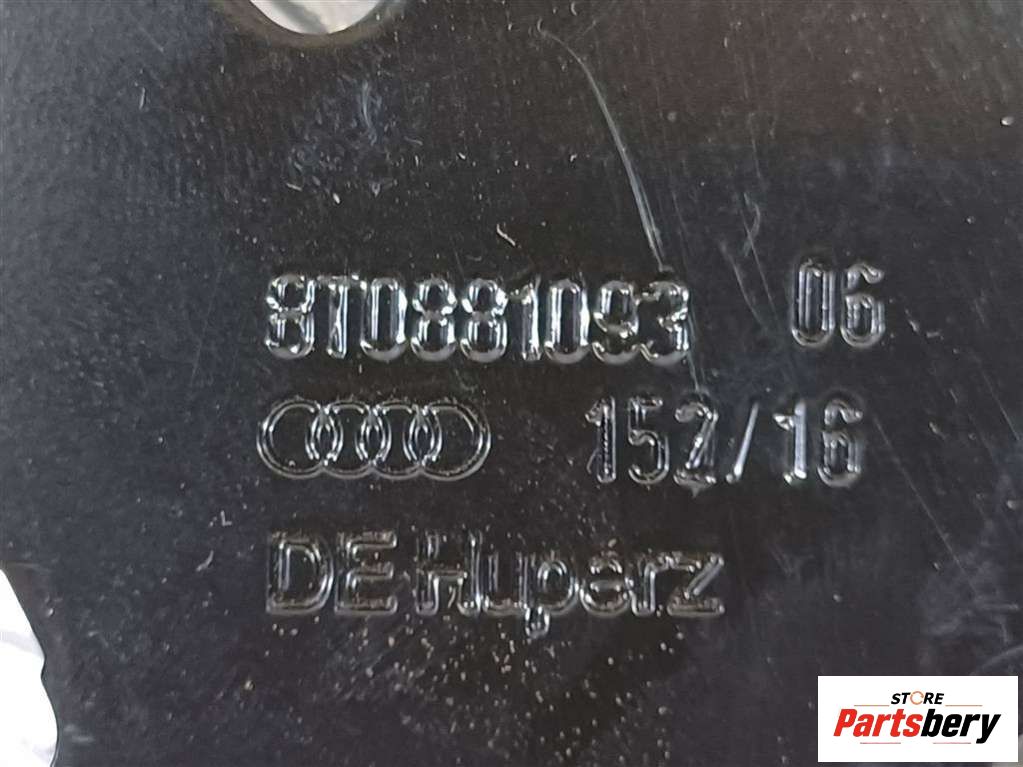 8T0881093 06
152/16
DE Huperz
STORE
Partsbery